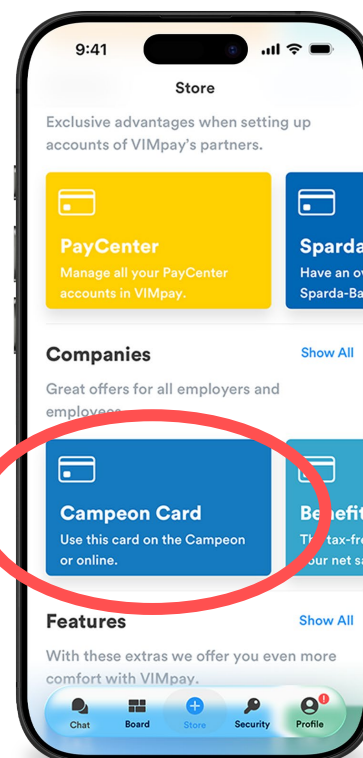 9:41
Store
Exclusive advantages when setting up
accounts of VIMpay's partners.
PayCenter
Manage all your PayCenter
accounts in VIMpay.
Sparda
Have an ov
Sparda-Ba
Companies
Show All
Great offers for all employers and
employees.
Campeon Card
Use this card on the Campeon
or online.
Benefit
The tax-fre
your net sa
Features
Show All
With these extras we offer you even more
comfort with VIMpay.
Chat
Board
Store
Security
Profile